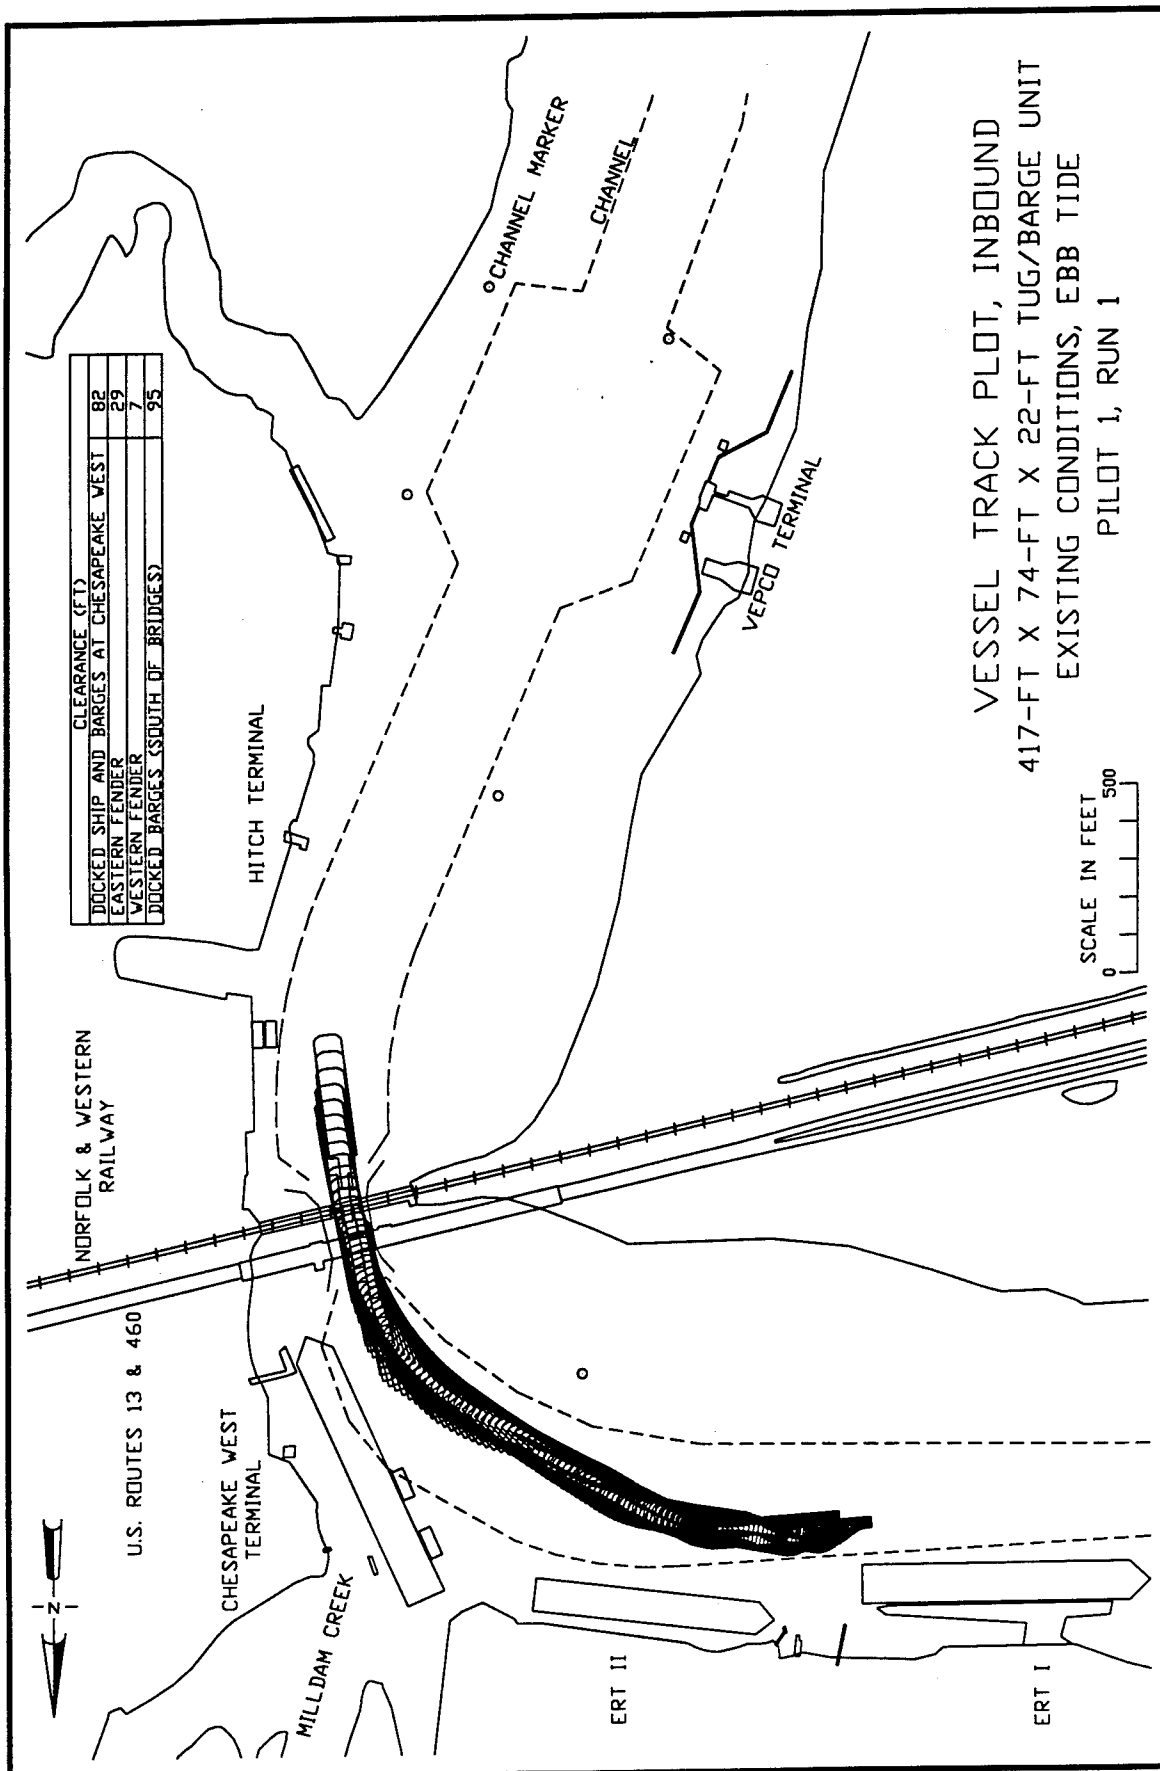 CLEARANCE (FT)
DOCKED SHIP AND BARGES AT CHESAPEAKE WEST 82
EASTERN FENDER 29
WESTERN FENDER 7
DOCKED BARGES (SOUTH OF BRIDGES) 95
NORFOLK & WESTERN
RAILWAY
HITCH TERMINAL
CHANNEL MARKER
CHANNEL
U.S. ROUTES 13 & 460
CHESAPEAKE WEST
TERMINAL
N
MILLDAM CREEK
ERT II
ERT I
VEPCO TERMINAL
SCALE IN FEET
0 500
VESSEL TRACK PLOT, INBOUND
417-FT X 74-FT X 22-FT TUG/BARGE UNIT
EXISTING CONDITIONS, EBB TIDE
PILOT 1, RUN 1